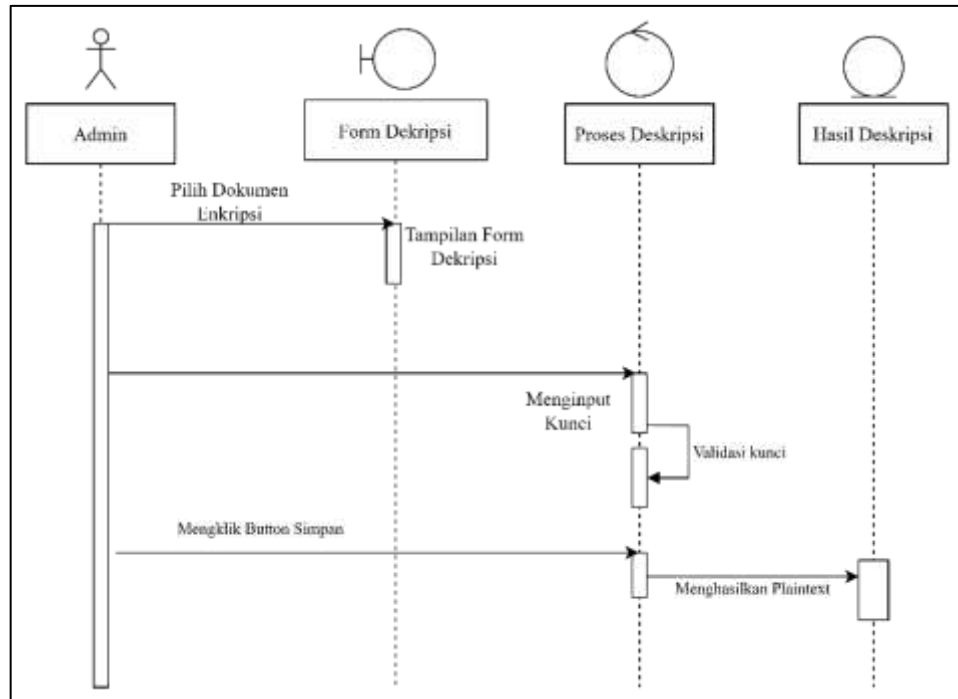 Admin
Form Dekripsi
Proses Deskripsi
Hasil Deskripsi
Pilih Dokumen
Enkripsi
Tampilan Form
Dekripsi
Menginput
Kunci
Validasi kunci
Mengklik Button Simpan
Menghasilkan Plaintext